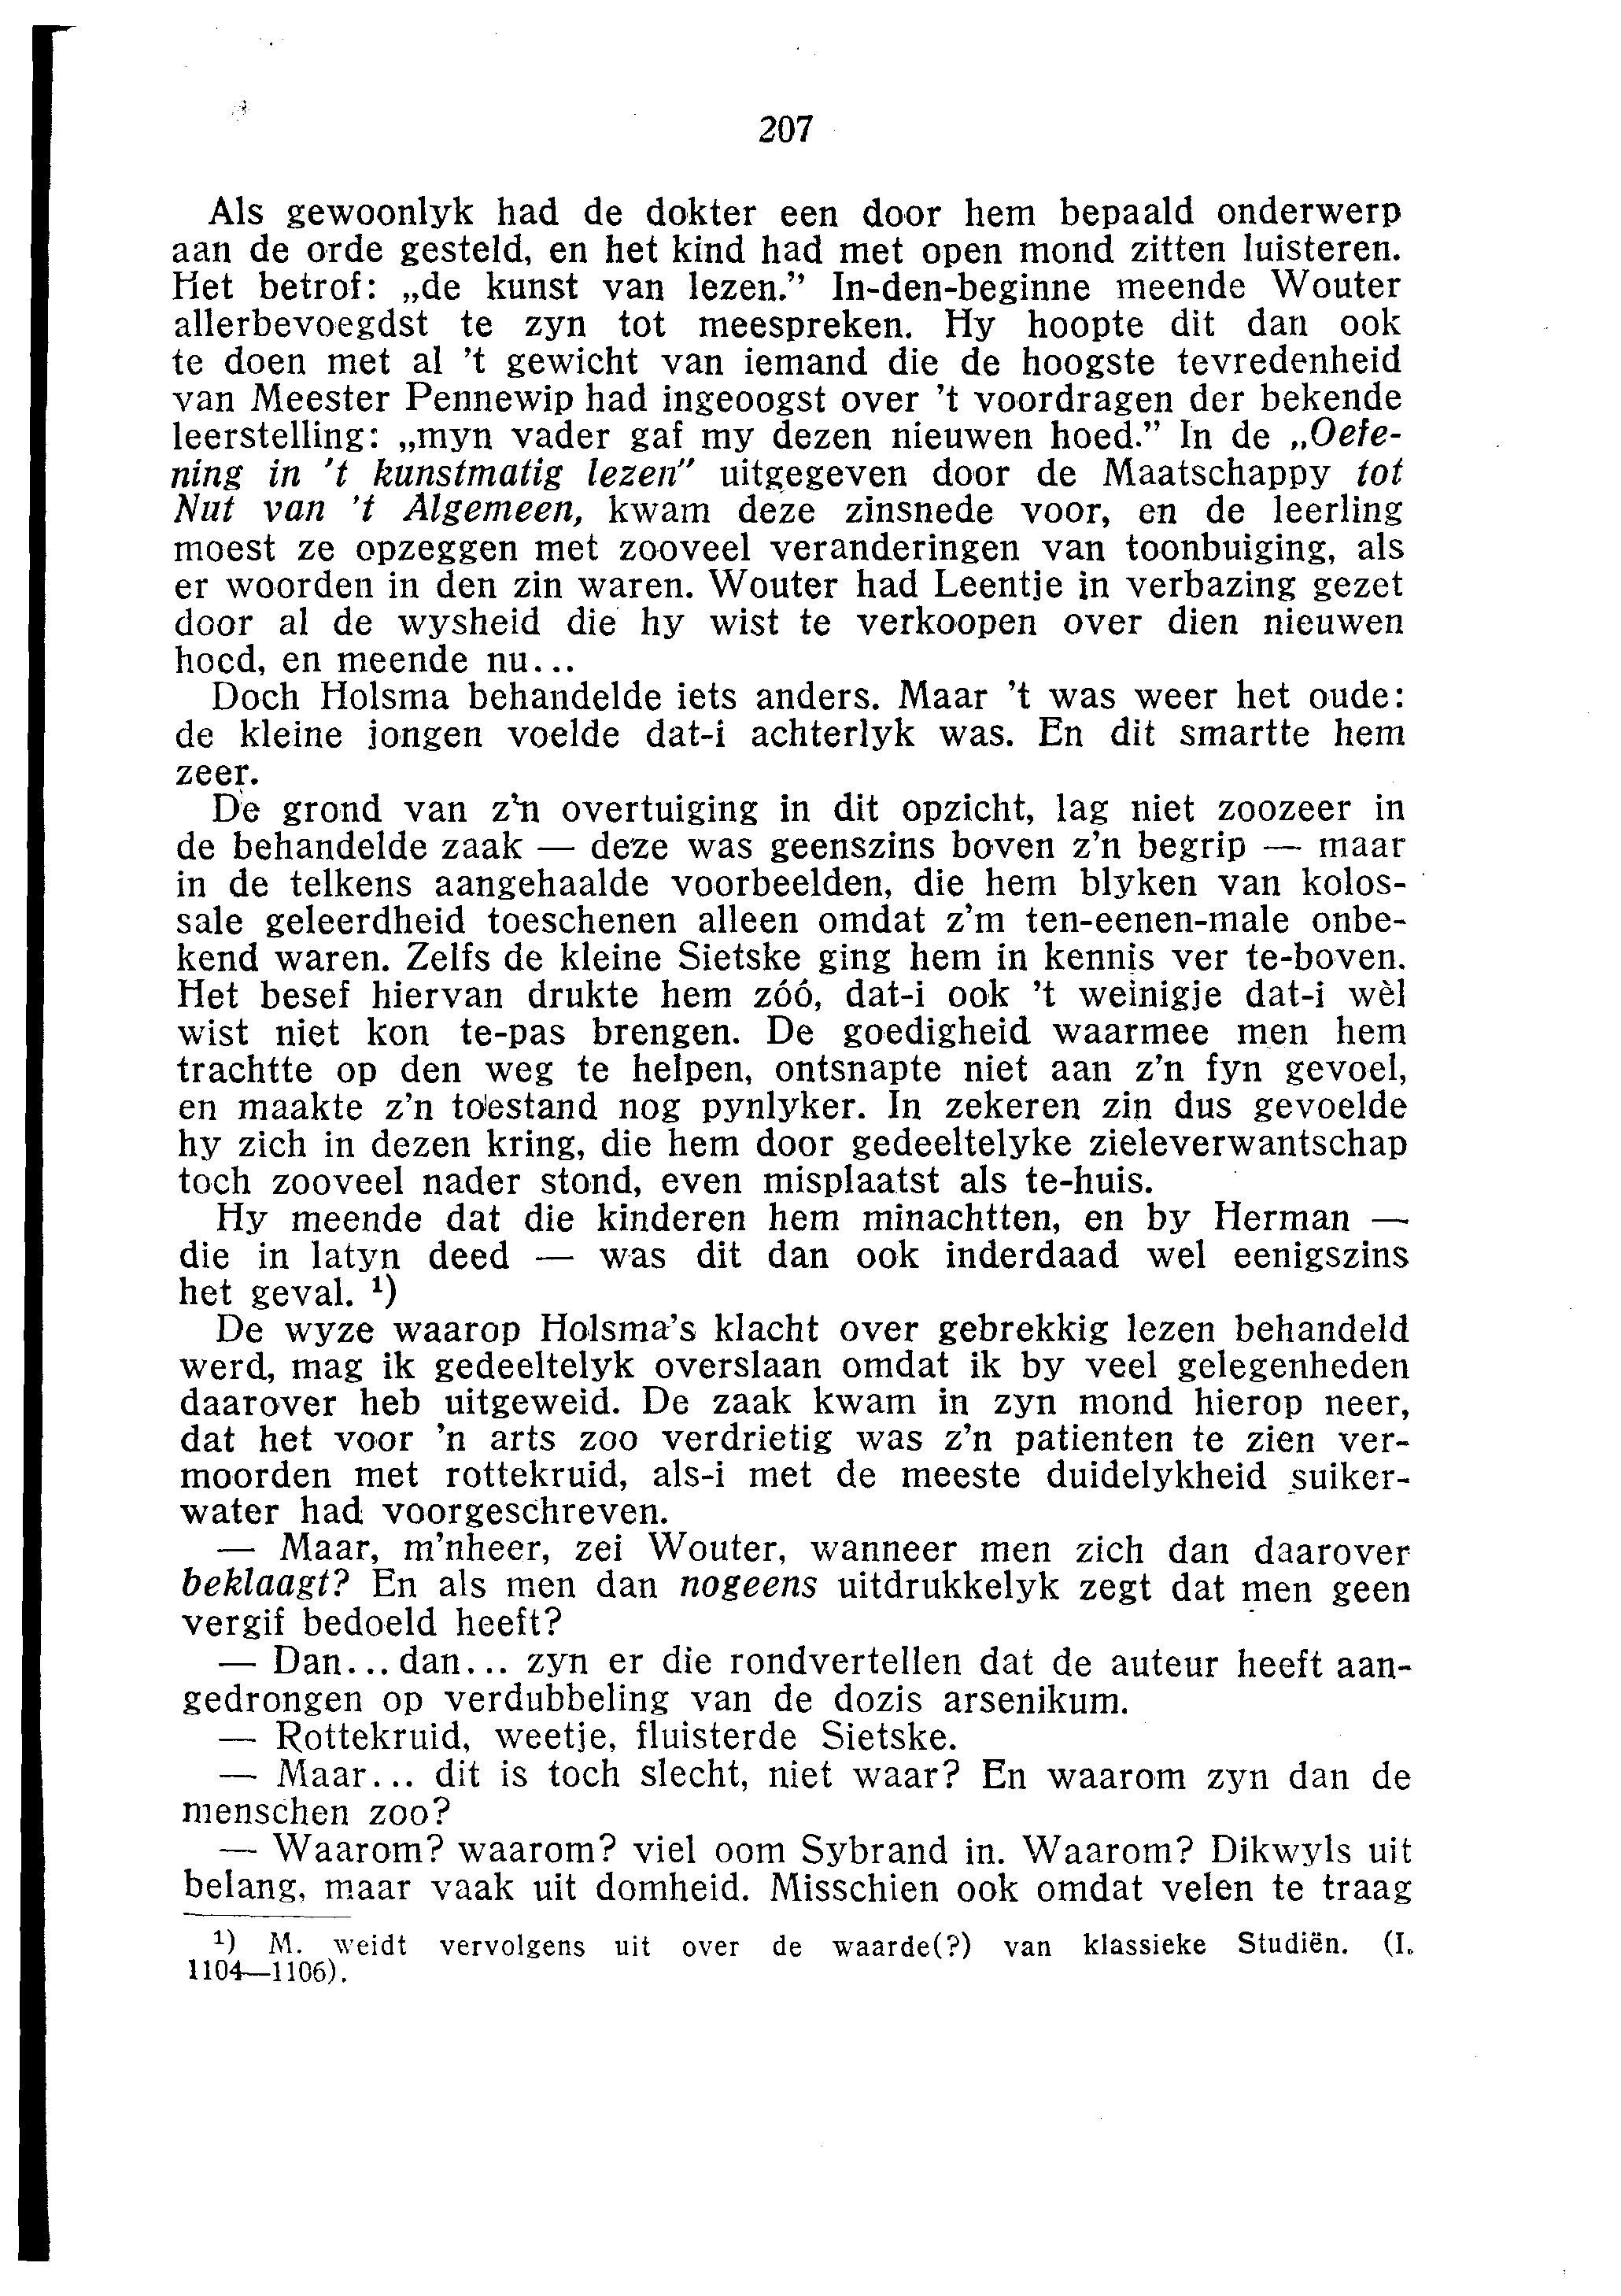 207
Als gewoonlyk had de dokter een door hem bepaald onderwerp
aan de orde gesteld, en het kind had met open mond zitten luisteren.
Het betrof: „de kunst van lezen.” In-den-beginne meende Wouter
allerbevoegdst te zyn tot meespreken. Hy hoopte dit dan ook
te doen met al 't gewicht van iemand die de hoogste tevredenheid
van Meester Pennewip had ingeoogst over 't voordragen der bekende
leerstelling: „myn vader gaf my dezen nieuwen hoed.” In de „Oefe-
ning in 't kunstmatig lezen” uitgegeven door de Maatschappy tot
Nut van 't Algemeen, kwam deze zinsnede voor, en de leerling
moest ze opzeggen met zooveel veranderingen van toonbuiging, als
er woorden in den zin waren. Wouter had Leentje in verbazing gezet
door al de wysheid die hy wist te verkoopen over dien nieuwen
hoed, en meende nu...
Doch Holsma behandelde iets anders. Maar 't was weer het oude:
de kleine jongen voelde dat-i achterlyk was. En dit smartte hem
zeer.
De grond van z'n overtuiging in dit opzicht, lag niet zoozeer in
de behandelde zaak — deze was geenszins boven z'n begrip — maar
in de telkens aangehaalde voorbeelden, die hem blyken van kolos-
sale geleerdheid toeschenen alleen omdat z'm ten-eenen-male onbe-
kend waren. Zelfs de kleine Sietske ging hem in kennis ver te-boven.
Het besef hiervan drukte hem zóó, dat-i ook 't weinigje dat-i wèl
wist niet kon te-pas brengen. De goedigheid waarmee men hem
trachtte op den weg te helpen, ontsnapte niet aan z'n fyn gevoel,
en maakte z'n toestand nog pynlyker. In zekeren zin dus gevoelde
hy zich in dezen kring, die hem door gedeeltelyke zieleverwantschap
toch zooveel nader stond, even misplaatst als te-huis.
Hy meende dat die kinderen hem minachtten, en by Herman —
die in latyn deed — was dit dan ook inderdaad wel eenigszins
het geval. ¹)
De wyze waarop Holsma's klacht over gebrekkig lezen behandeld
werd, mag ik gedeeltelyk overslaan omdat ik by veel gelegenheden
daarover heb uitgeweid. De zaak kwam in zyn mond hierop neer,
dat het voor 'n arts zoo verdrietig was z'n patienten te zien ver-
moorden met rottekruid, als-i met de meeste duidelykheid suiker-
water had voorgeschreven.
— Maar, m'nheer, zei Wouter, wanneer men zich dan daarover
beklaagt? En als men dan nogeens uitdrukkelyk zegt dat men geen
vergif bedoeld heeft?
— Dan... dan... zyn er die rondvertellen dat de auteur heeft aan-
gedrongen op verdubbeling van de dozis arsenikum.
— Rottekruid, weetje, fluisterde Sietske.
— Maar... dit is toch slecht, niet waar? En waarom zyn dan de
menschen zoo?
— Waarom? waarom? viel oom Sybrand in. Waarom? Dikwyls uit
belang, maar vaak uit domheid. Misschien ook omdat velen te traag
¹) M. weidt vervolgens uit over de waarde(?) van klassieke Studiën. (I.
1104—1106).